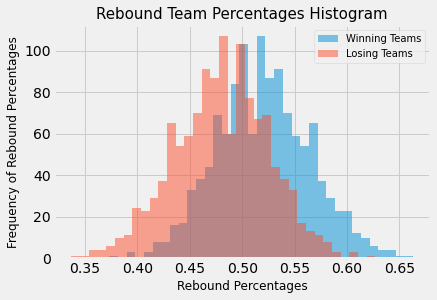 Rebound Team Percentages Histogram
Winning Teams
Losing Teams
Frequency of Rebound Percentages
100
80
60
40
20
0
0.35 0.40 0.45 0.50 0.55 0.60 0.65
Rebound Percentages